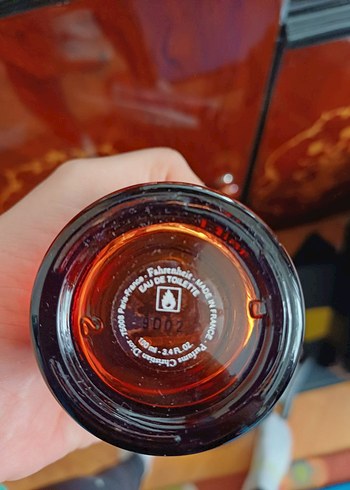 Fahrenheit - MADE IN FRANCE - Parfums Christian Dior 75008 Paris-France -
EAU DE TOILETTE
100 ml - 3.4 FL.OZ.